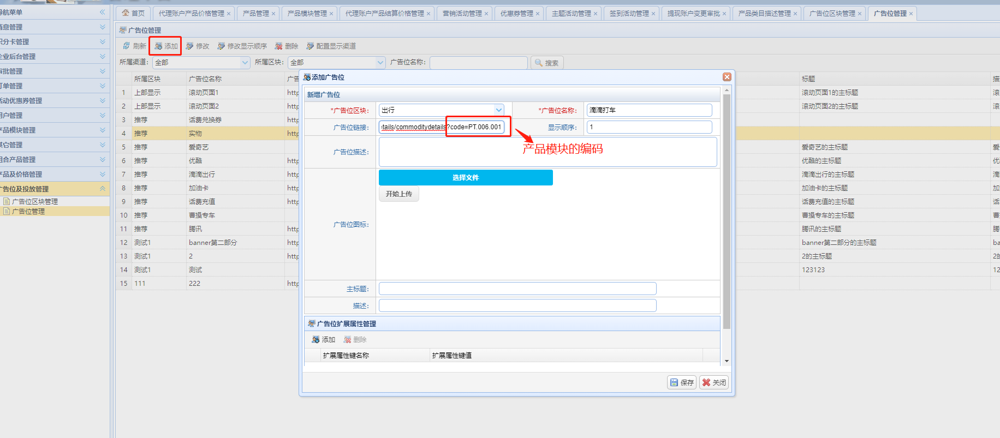 导航菜单
消息管理
积分卡管理
企业后台管理
审批管理
订单管理
活动优惠券管理
用户管理
产品模块管理
其它管理
组合产品管理
产品及价格管理
广告位及投放管理
广告位区块管理
广告位管理
首页 代理账户产品价格管理 产品管理 产品模块管理 代理账户产品结算价格管理 营销活动管理 优惠券管理 主题活动管理 签到活动管理 提现账户变更审批 产品类目描述管理 广告位区块管理 广告位管理
广告位管理
刷新 添加 修改 修改显示顺序 删除 配置显示渠道
所属渠道: 全部 所属区块: 全部 广告位名称: 搜索
所属区块 广告位名称 广告 标题 描
1 上部显示 滚动页面1 http 滚动页面1的主标题 滚
2 上部显示 滚动页面2 http 滚动页面2的主标题 滚
3 推荐 话费兑换券 http
4 推荐 实物
5 推荐 爱奇艺 爱奇艺的主标题 爱
6 推荐 优酷 http 优酷的主标题 优
7 推荐 滴滴出行 http 滴滴出行的主标题 滴
8 推荐 加油卡 http 加油卡的主标题 加
9 推荐 话费充值 http 话费充值的主标题 话
10 推荐 曹操专车 曹操专车的主标题 曹
11 推荐 腾讯 http 腾讯的主标题 腾
12 测试1 banner第二部分 http banner第二部分的主标题 ba
13 测试1 2 http 2的主标题 2的
14 测试1 测试 123123 12
15 111 222 http
添加广告位
新增广告位
*广告位区块: 出行 *广告位名称: 滴滴打车
广告位链接: etails/commoditydetails?code=PT.006.001 显示顺序: 1
产品模块的编码
广告位描述:
选择文件
开始上传
广告位图标:
主标题:
描述:
广告位扩展属性管理
添加 删除
扩展属性键名称 扩展属性键值
保存 关闭